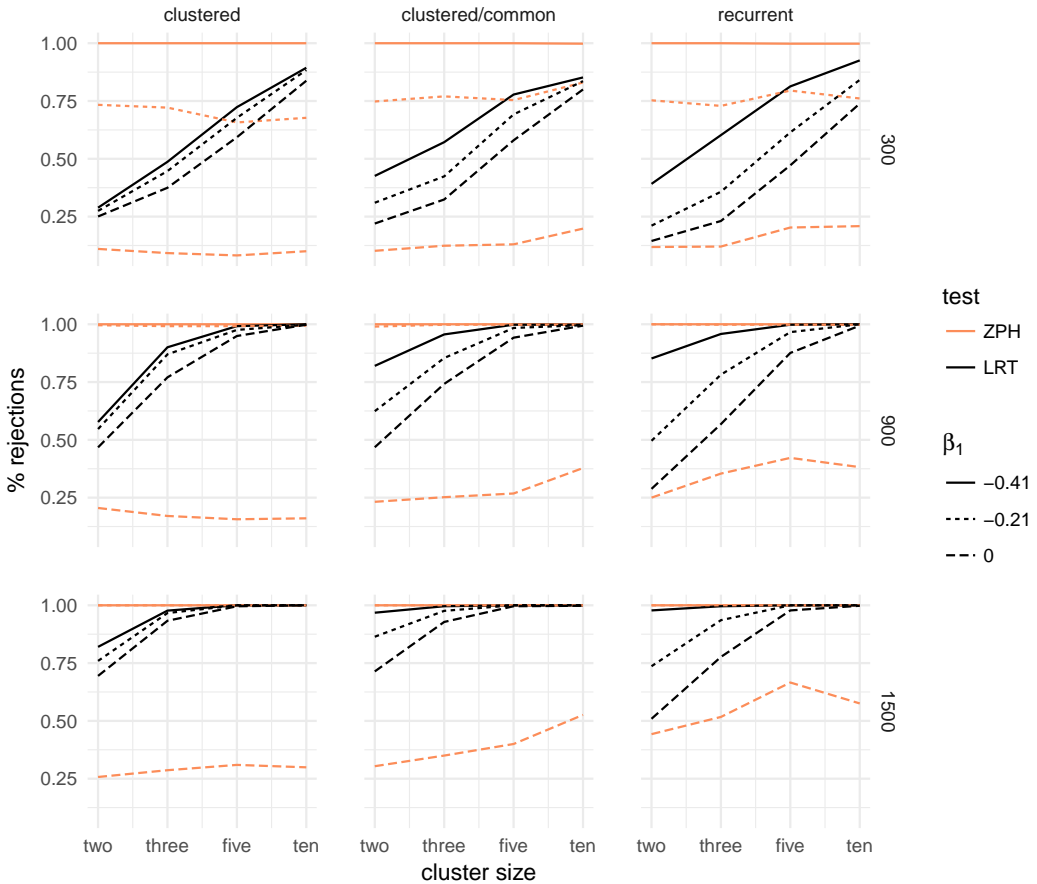 clustered
clustered/common
recurrent
1.00
0.75
0.50
0.25
300
1.00
0.75
0.50
0.25
900
1.00
0.75
0.50
0.25
1500
% rejections
two three five ten
two three five ten
two three five ten
cluster size
test
ZPH
LRT
β₁
−0.41
−0.21
0